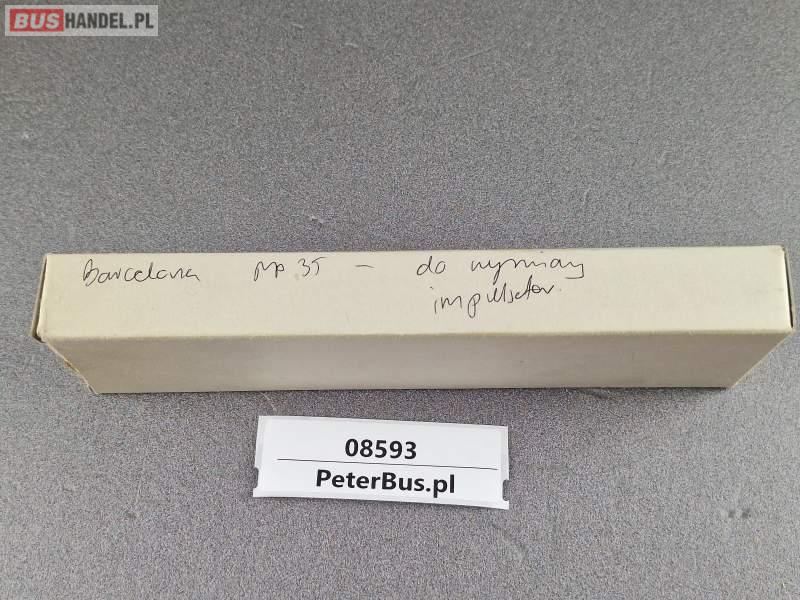 BUSHANDEL.PL
Barcelona mp 35 - do wymiany
impulsator.
08593
PeterBus.pl